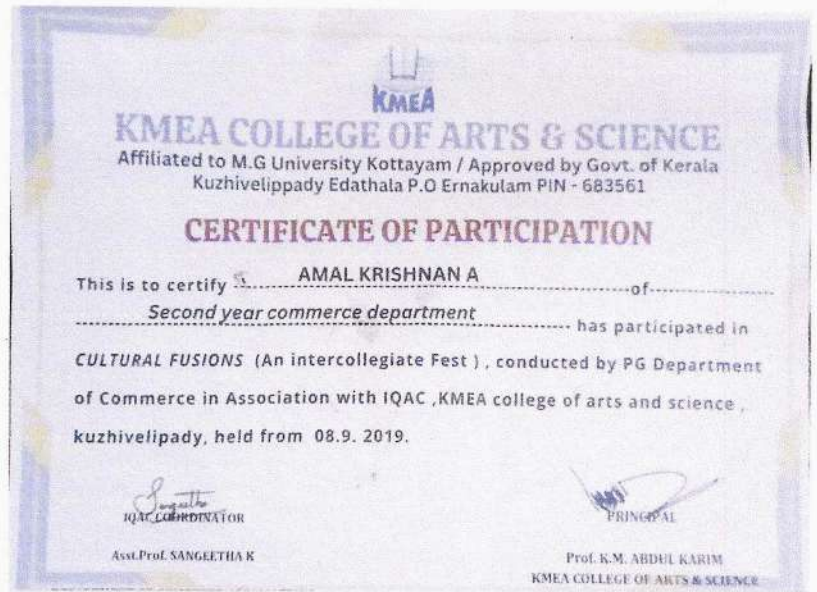 KMEA
KMEA COLLEGE OF ARTS & SCIENCE
Affiliated to M.G University Kottayam / Approved by Govt. of Kerala
Kuzhivelippady Edathala P.O Ernakulam PIN - 683561
CERTIFICATE OF PARTICIPATION
This is to certify AMAL KRISHNAN A of
Second year commerce department has participated in
CULTURAL FUSIONS (An intercollegiate Fest ) , conducted by PG Department
of Commerce in Association with IQAC ,KMEA college of arts and science ,
kuzhivelipady, held from 08.9. 2019.
Sangeetha
IQAC COORDINATOR PRINCIPAL
Asst.Prof. SANGEETHA K Prof. K.M. ABDUL KARIM
KMEA COLLEGE OF ARTS & SCIENCE